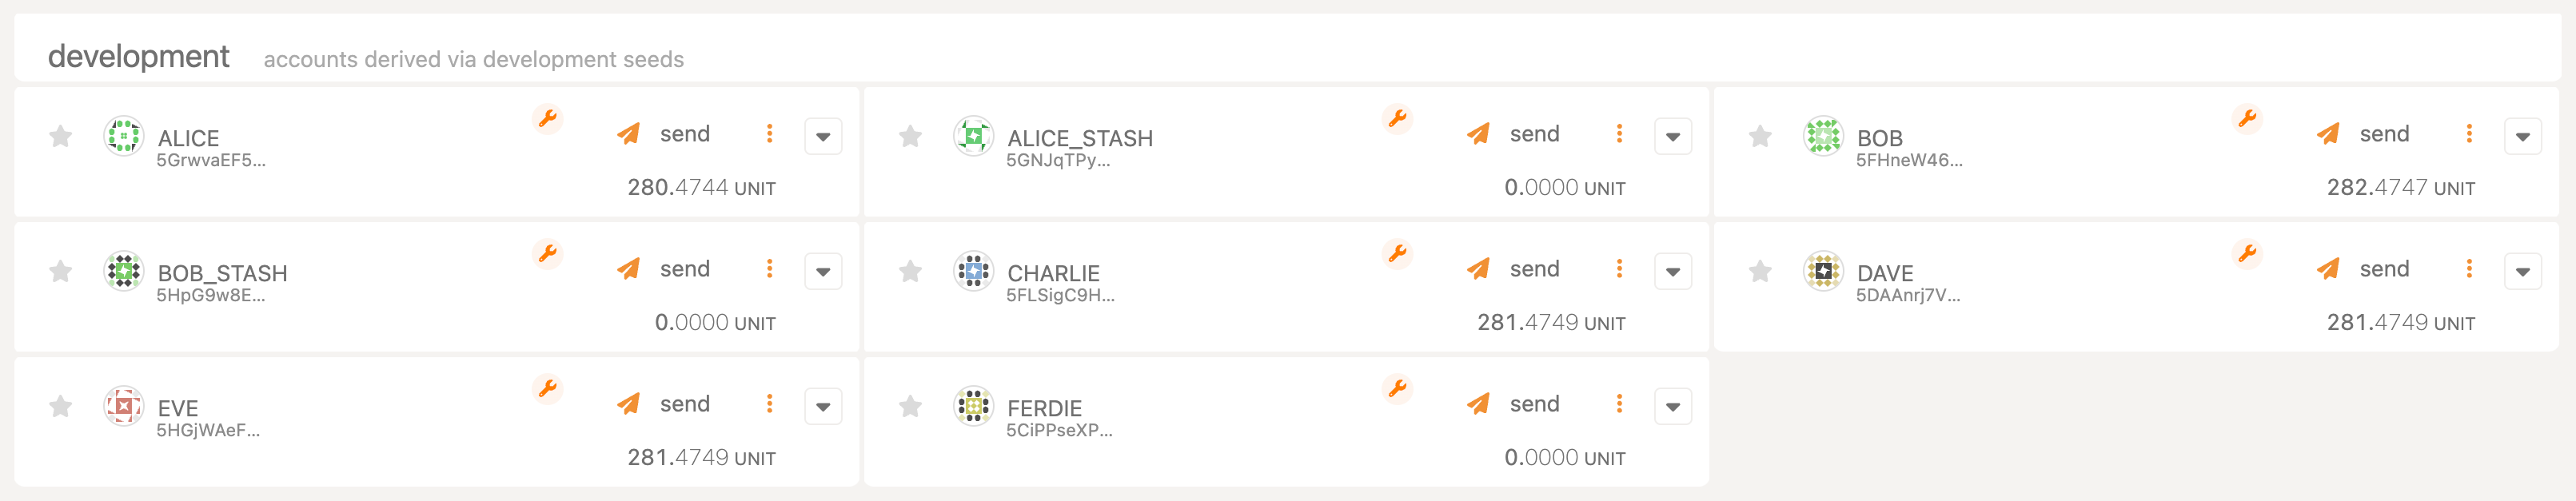 development accounts derived via development seeds
ALICE send
5GrwvaEF5...
280.4744 UNIT
ALICE_STASH send
5GNJqTPy...
0.0000 UNIT
BOB send
5FHneW46...
282.4747 UNIT
BOB_STASH send
5HpG9w8E...
0.0000 UNIT
CHARLIE send
5FLSigC9H...
281.4749 UNIT
DAVE send
5DAAnrj7V...
281.4749 UNIT
EVE send
5HGjWAeF...
281.4749 UNIT
FERDIE send
5CiPPseXP...
0.0000 UNIT